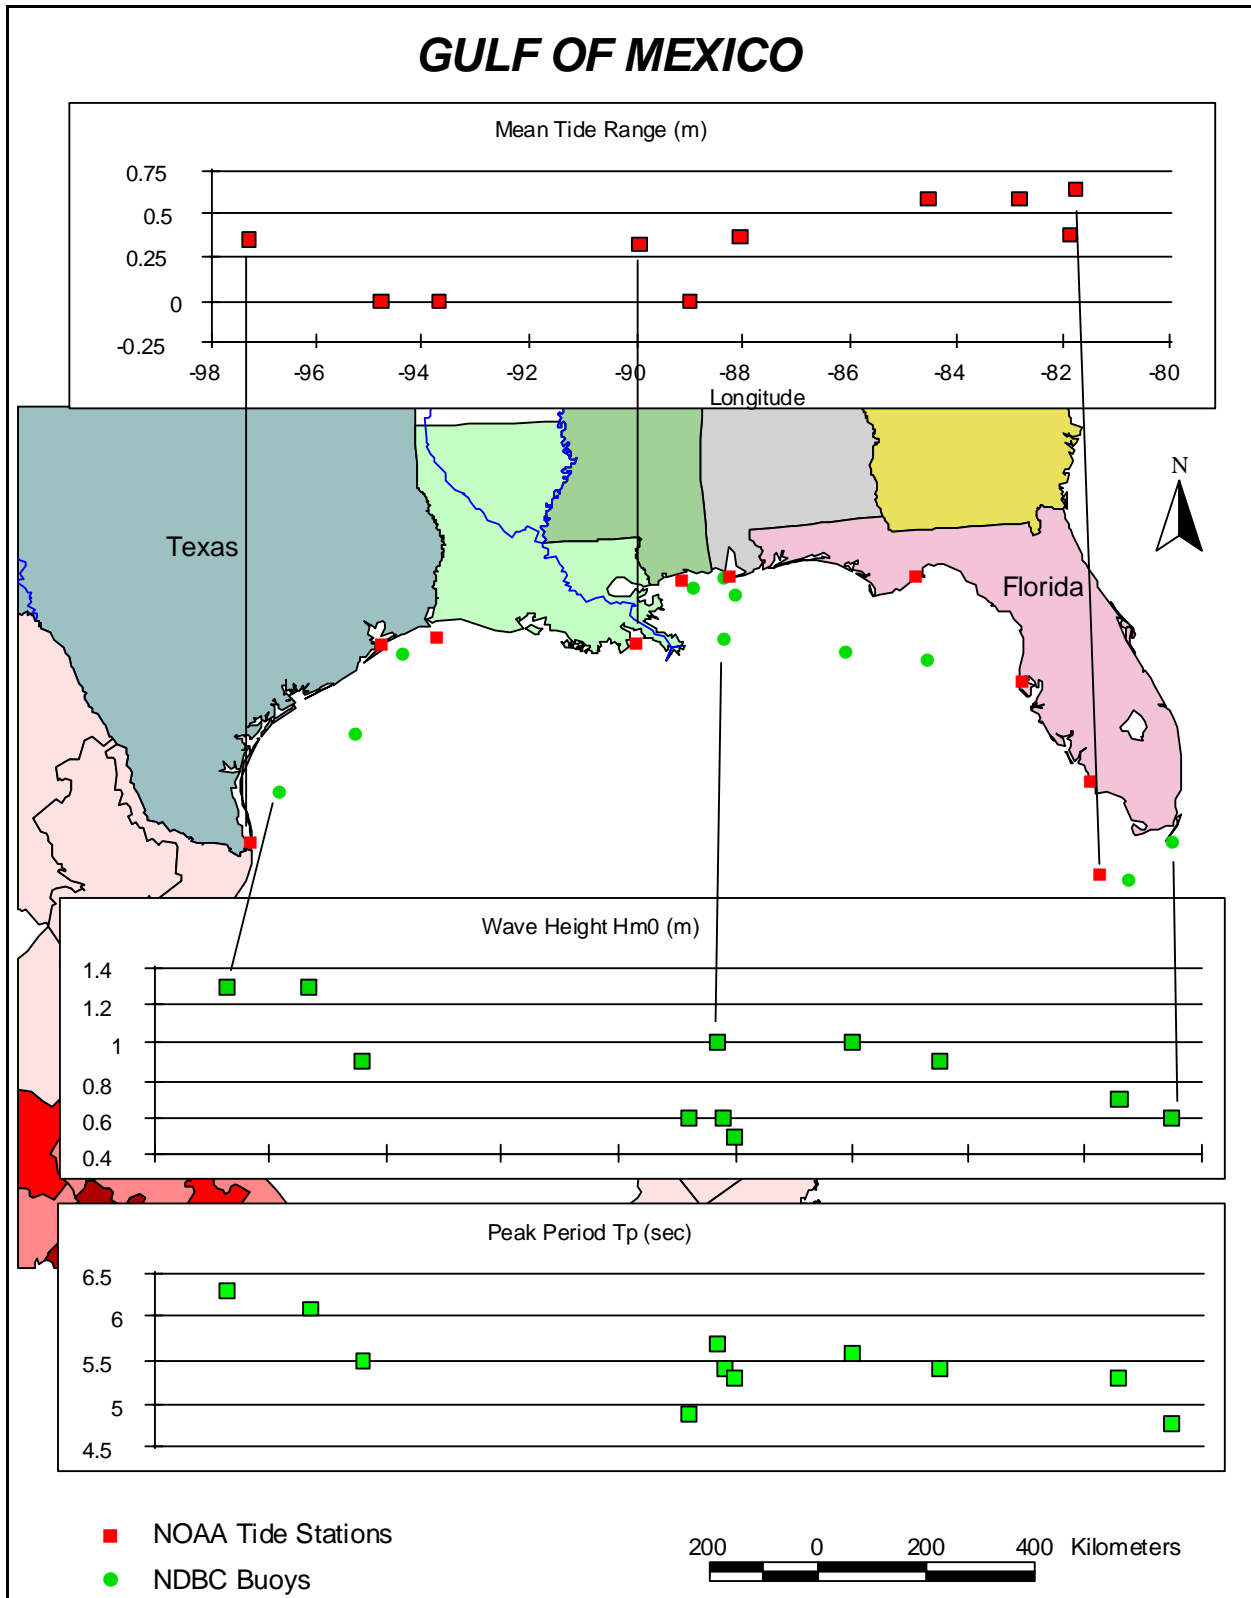 GULF OF MEXICO
Mean Tide Range (m)
0.75
0.5
0.25
0
-0.25
-98 -96 -94 -92 -90 -88 -86 -84 -82 -80
Longitude
N
Texas
Florida
Wave Height Hm0 (m)
1.4
1.2
1
0.8
0.6
0.4
Peak Period Tp (sec)
6.5
6
5.5
5
4.5
NOAA Tide Stations
200 0 200 400 Kilometers
NDBC Buoys